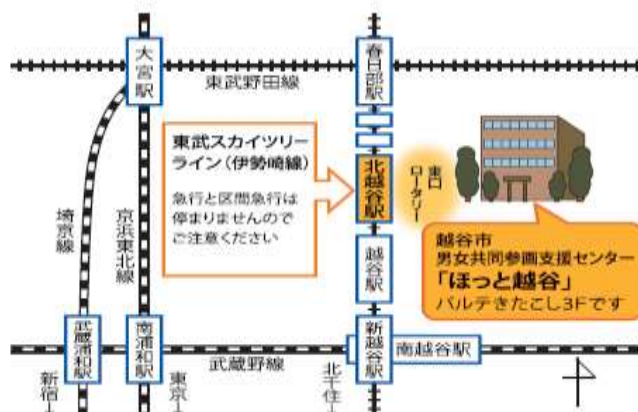 大宮駅
東武野田線
春日部駅
東武スカイツリー
ライン(伊勢崎線)
急行と区間急行は
停まりませんので
ご注意ください
北越谷駅
東口
ロータリー
埼京線
京浜東北線
越谷駅
越谷市
男女共同参画支援センター
「ほっと越谷」
パルテきたこし3Fです
武蔵浦和駅
南浦和駅
武蔵野線
新越谷駅
南越谷駅
新宿↓
東京↓
北千住↓